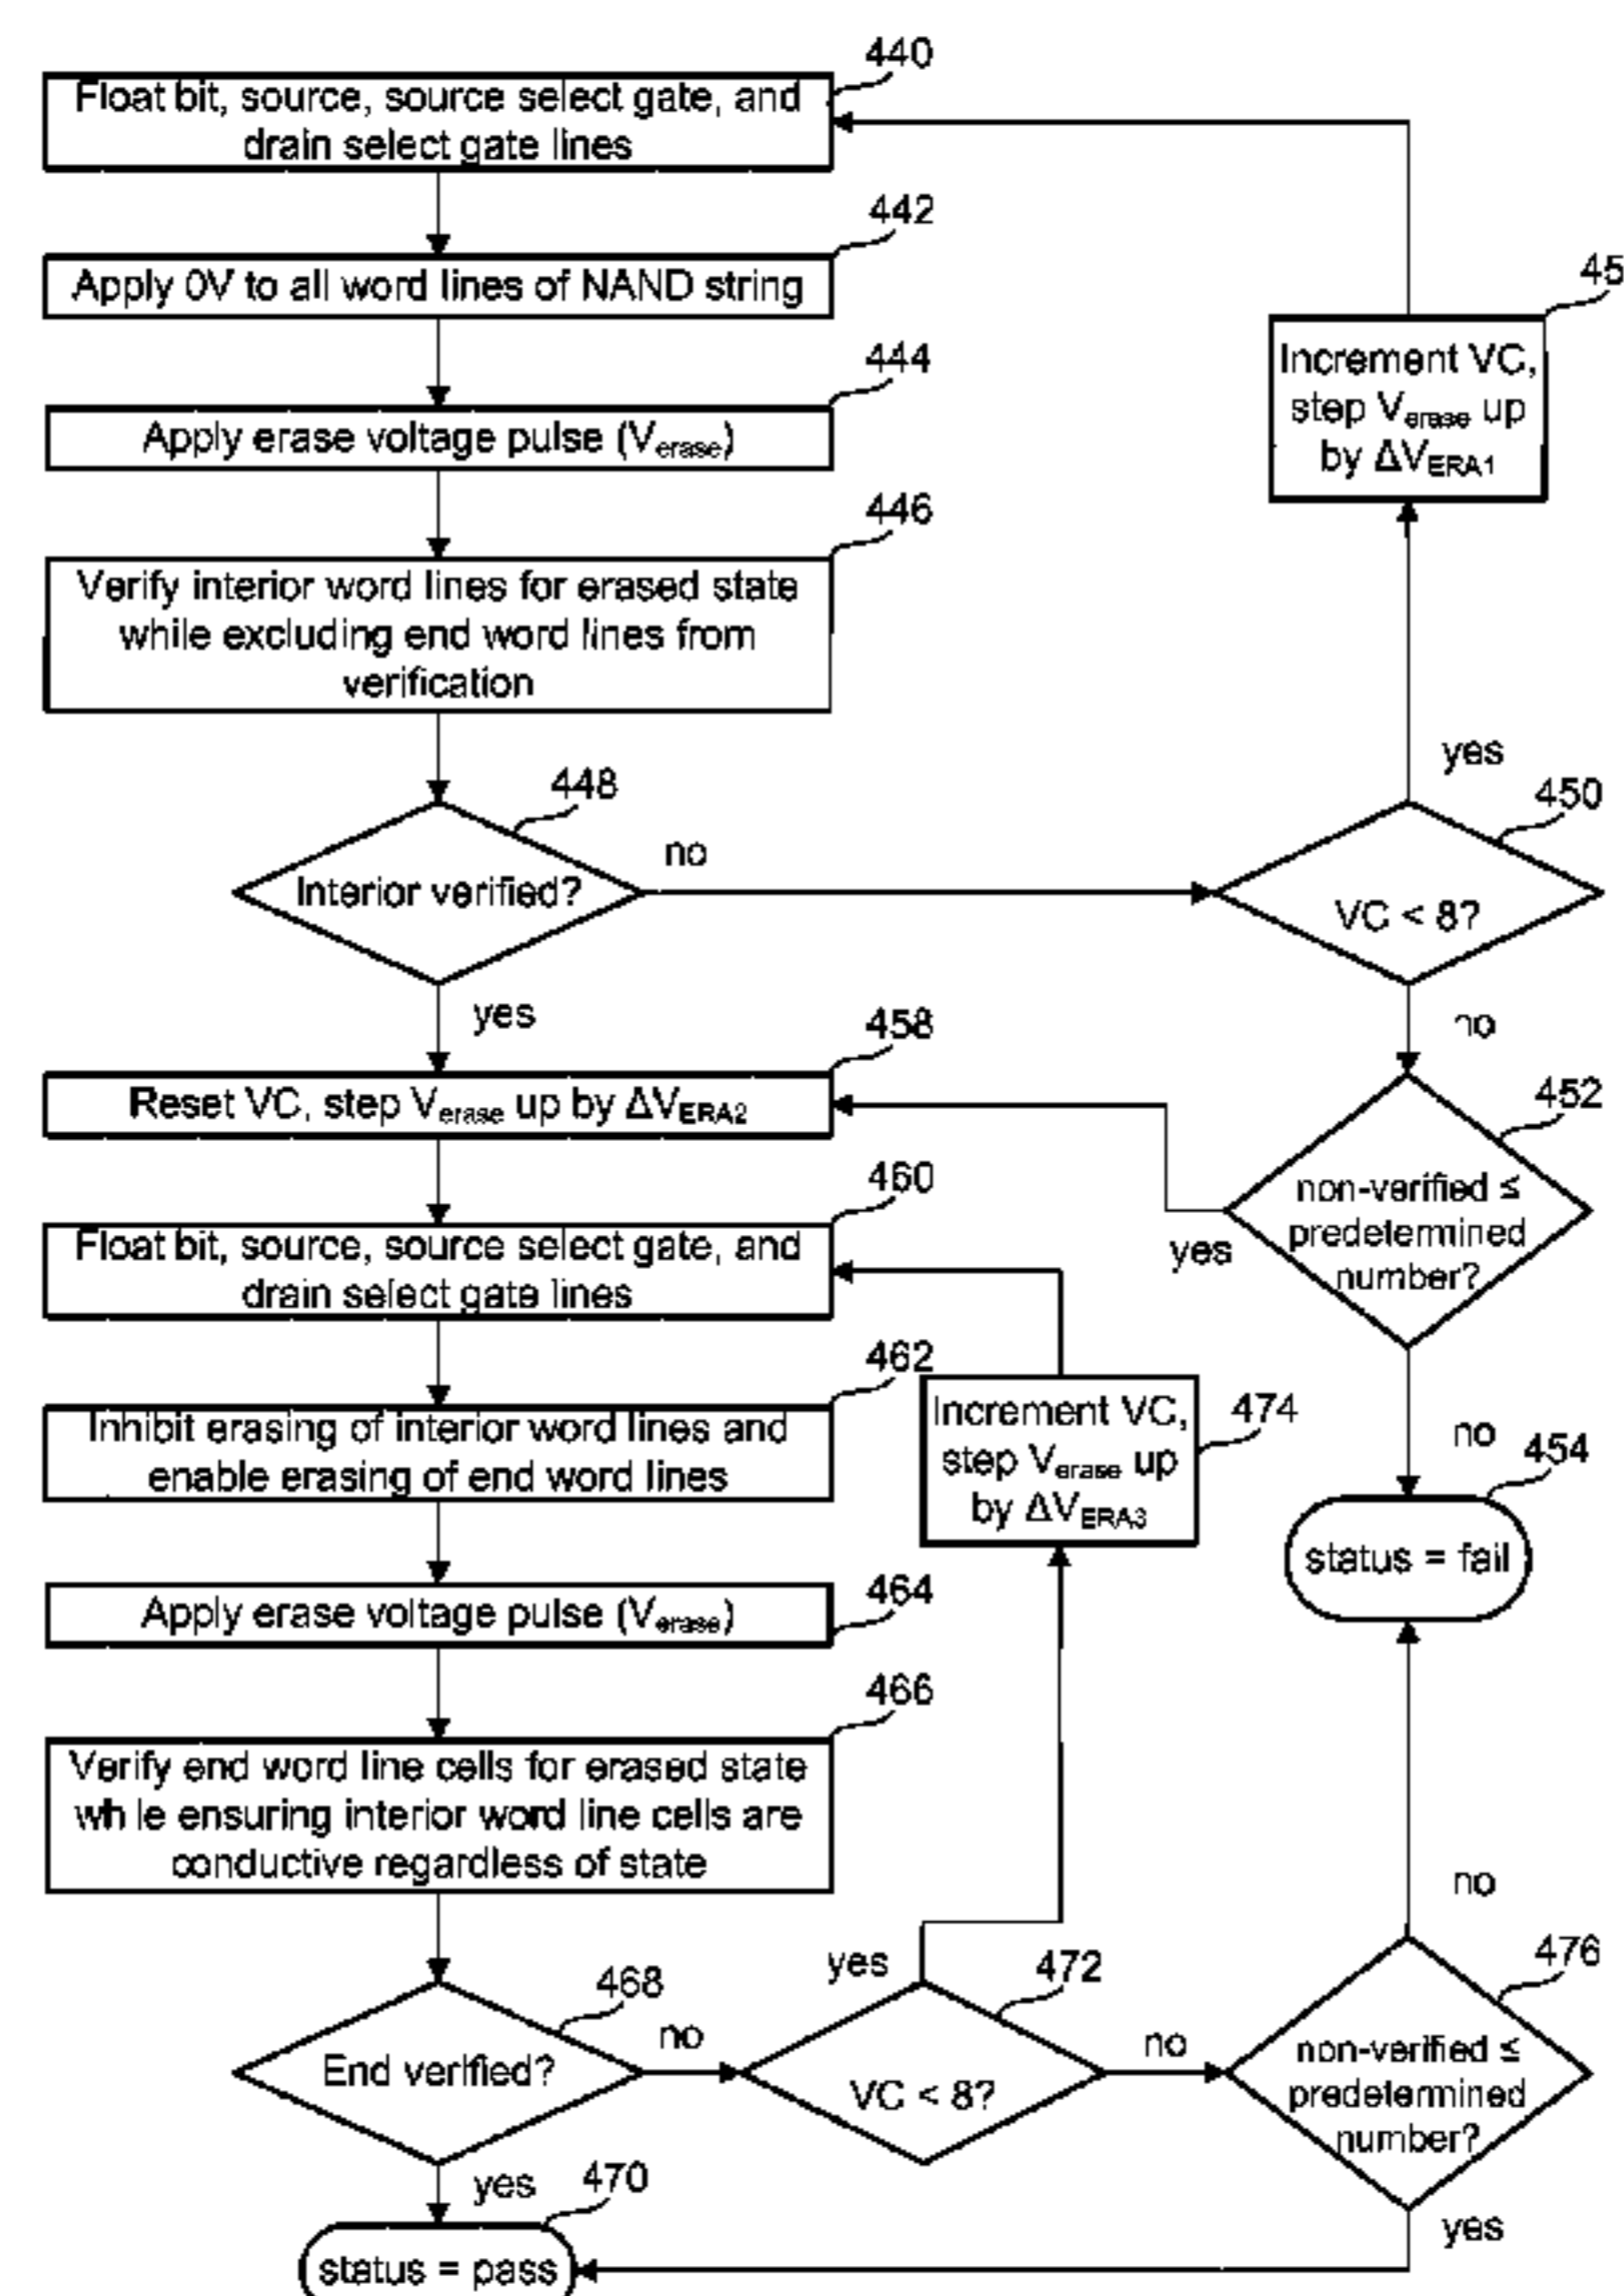 440
Float bit, source, source select gate, and
drain select gate lines
442
Apply 0V to all word lines of NAND string
444
Apply erase voltage pulse (Verase)
446
Verify interior word lines for erased state
while excluding end word lines from
verification
448
Interior verified?
no
yes
45
Increment VC,
step Verase up
by ΔVERA1
yes
450
VC < 8?
no
458
Reset VC, step Verase up by ΔVERA2
452
non-verified ≤
predetermined
number?
yes
no
454
status = fail
460
Float bit, source, source select gate, and
drain select gate lines
462
Inhibit erasing of interior word lines and
enable erasing of end word lines
474
Increment VC,
step Verase up
by ΔVERA3
464
Apply erase voltage pulse (Verase)
466
Verify end word line cells for erased state
wh le ensuring interior word line cells are
conductive regardless of state
468
End verified?
no
yes
472
VC < 8?
yes
no
476
non-verified ≤
predetermined
number?
no
yes
470
status = pass